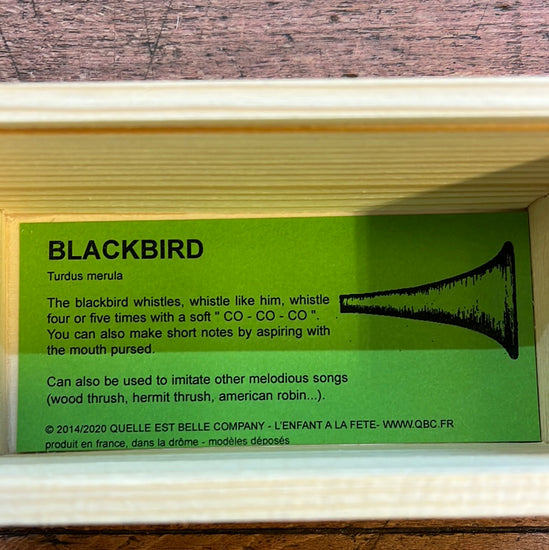 BLACKBIRD
Turdus merula
The blackbird whistles, whistle like him, whistle
four or five times with a soft " CO - CO - CO ".
You can also make short notes by aspiring with
the mouth pursed.
Can also be used to imitate other melodious songs
(wood thrush, hermit thrush, american robin...).
© 2014/2020 QUELLE EST BELLE COMPANY - L'ENFANT A LA FETE- WWW.QBC.FR
produit en france, dans la drôme - modèles déposés